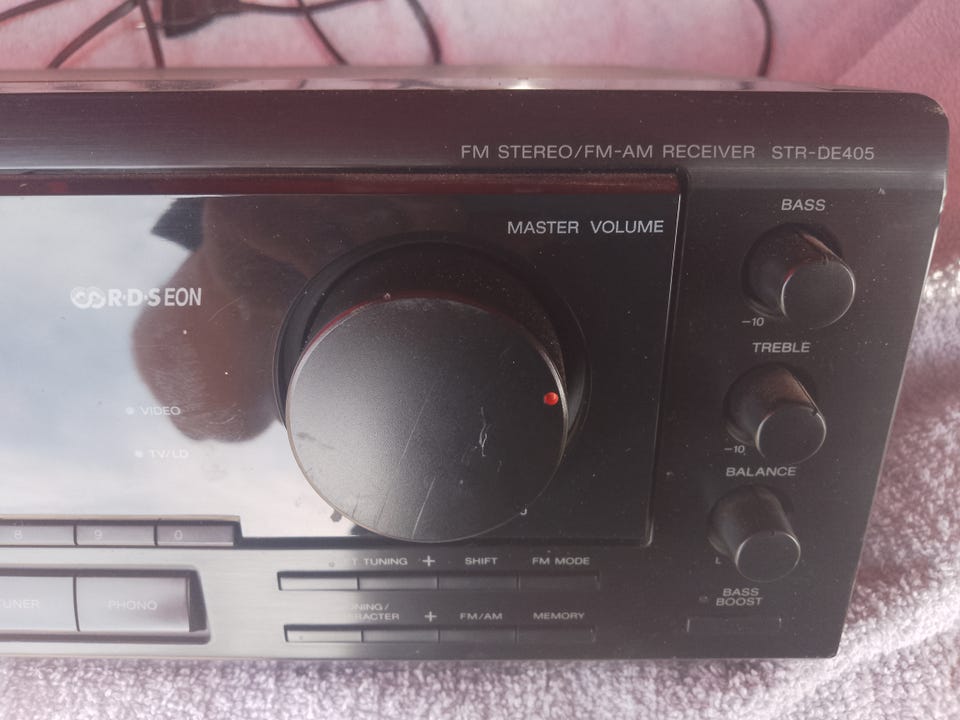 FM STEREO/FM-AM RECEIVER STR-DE405
BASS
MASTER VOLUME
R·D·S EON
-10
TREBLE
VIDEO
-10
TV/LD
BALANCE
8 9 0
TUNING + SHIFT FM MODE
L
BASS
BOOST
PHONO
+ FM/AM MEMORY